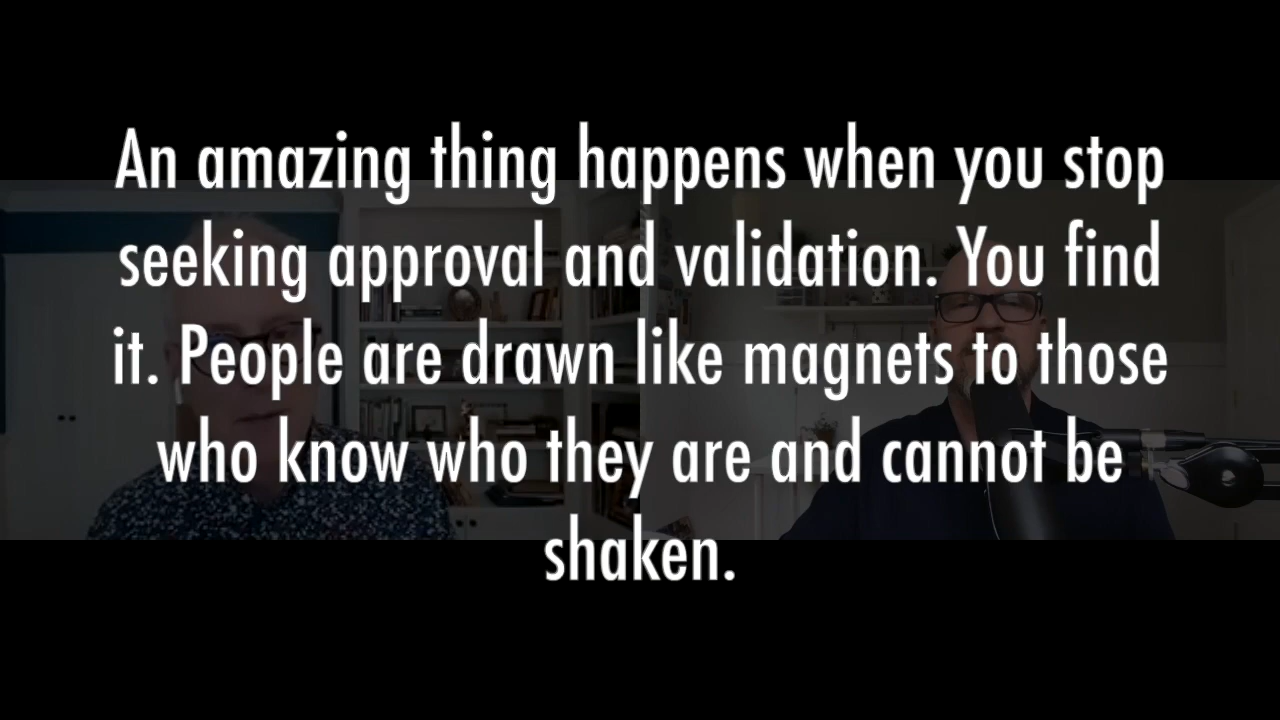 An amazing thing happens when you stop
seeking approval and validation. You find
it. People are drawn like magnets to those
who know who they are and cannot be
shaken.